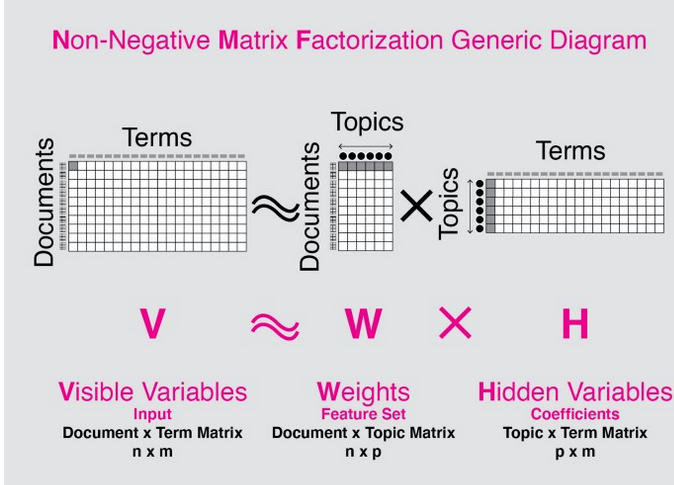 Non-Negative Matrix Factorization Generic Diagram
Terms
Documents
≈
Topics
Documents
×
Terms
Topics
V ≈ W × H
Visible Variables
Input
Document x Term Matrix
n x m
Weights
Feature Set
Document x Topic Matrix
n x p
Hidden Variables
Coefficients
Topic x Term Matrix
p x m